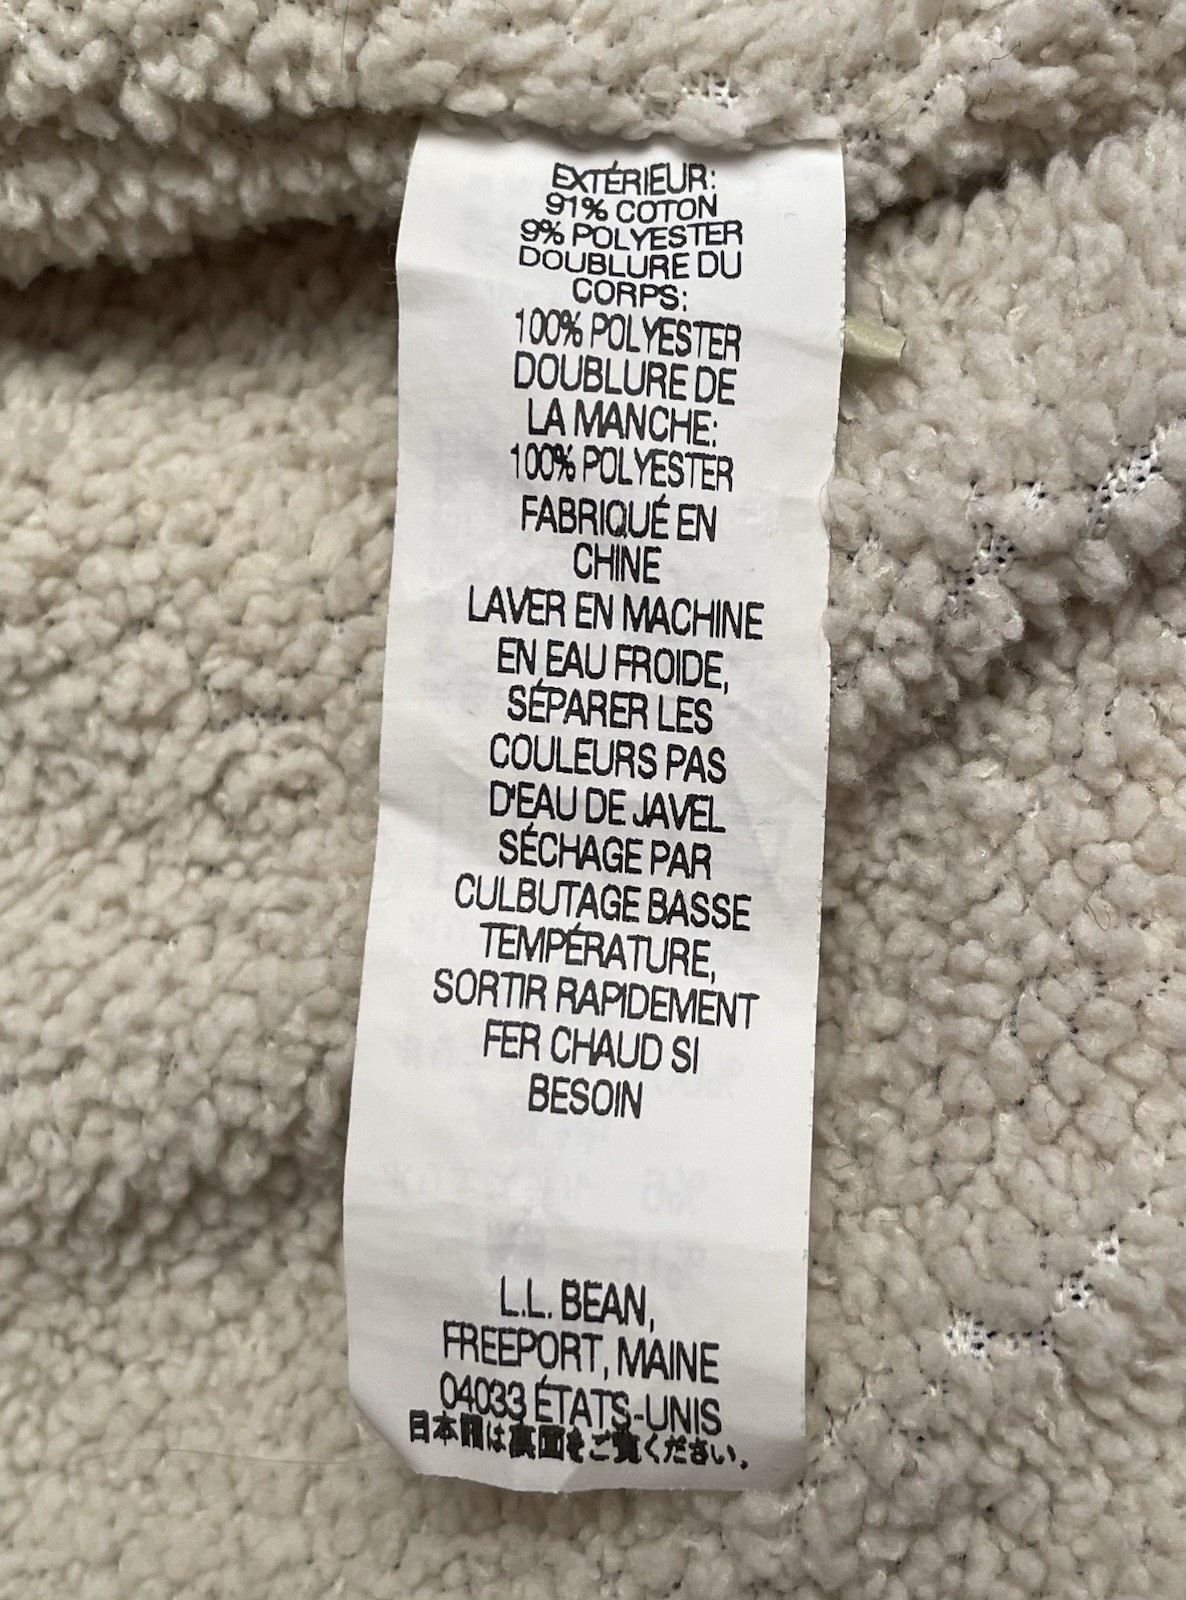 EXTÉRIEUR:
91% COTON
9% POLYESTER
DOUBLURE DU
CORPS:
100% POLYESTER
DOUBLURE DE
LA MANCHE:
100% POLYESTER
FABRIQUÉ EN
CHINE
LAVER EN MACHINE
EN EAU FROIDE,
SÉPARER LES
COULEURS PAS
D'EAU DE JAVEL
SÉCHAGE PAR
CULBUTAGE BASSE
TEMPÉRATURE,
SORTIR RAPIDEMENT
FER CHAUD SI
BESOIN
L.L. BEAN,
FREEPORT, MAINE
04033 ÉTATS-UNIS
日本語は裏面をご覧ください。